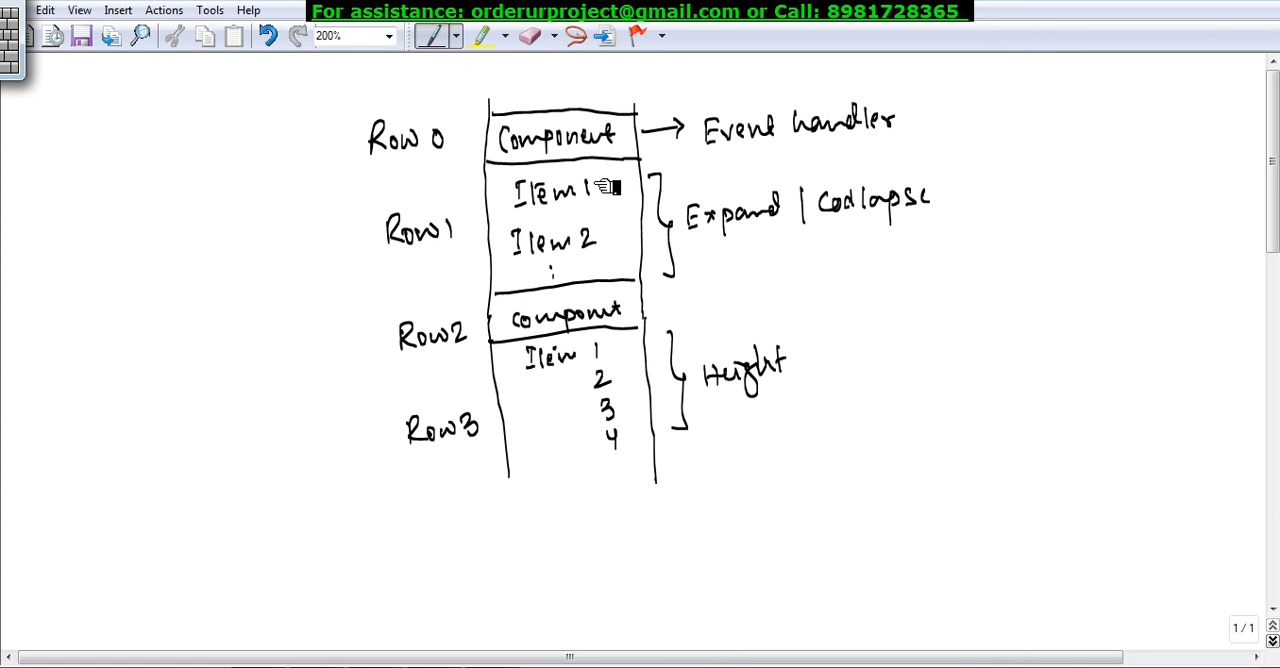 For assistance: orderurproject@gmail.com or Call: 8981728365
Edit View Insert Actions Tools Help
200%
Row 0 Component → Event handler
Item 1
Row 1 Expand | Collapse
Item 2
Row 2 Component
Item 1
2 Height
3
Row 3
4
1 / 1